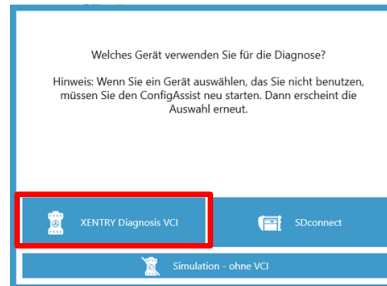 Welches Gerät verwenden Sie für die Diagnose?
Hinweis: Wenn Sie ein Gerät auswählen, das Sie nicht benutzen,
müssen Sie den ConfigAssist neu starten. Dann erscheint die
Auswahl erneut.
XENTRY Diagnosis VCI
SDconnect
Simulation - ohne VCI